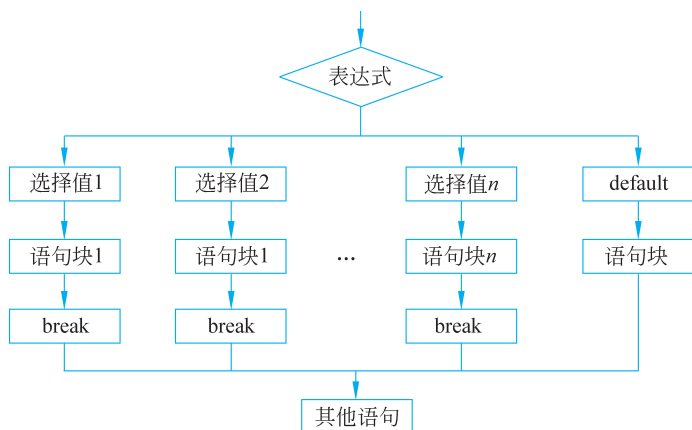 表达式
选择值1
选择值2
选择值n
default
语句块1
语句块1
...
语句块n
语句块
break
break
break
其他语句